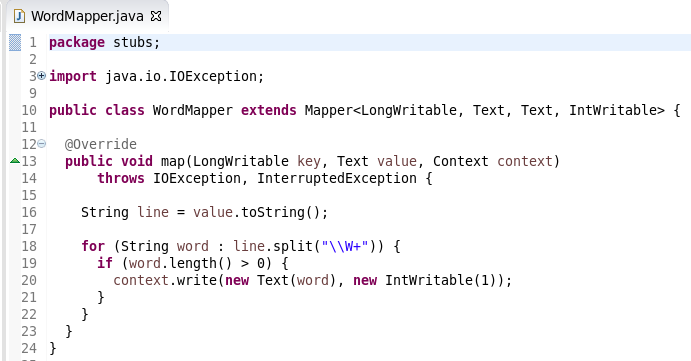 WordMapper.java
1 package stubs;
2
3 import java.io.IOException;
9
10 public class WordMapper extends Mapper<LongWritable, Text, Text, IntWritable> {
11
12 @Override
13 public void map(LongWritable key, Text value, Context context)
14 throws IOException, InterruptedException {
15
16 String line = value.toString();
17
18 for (String word : line.split("\\W+")) {
19 if (word.length() > 0) {
20 context.write(new Text(word), new IntWritable(1));
21 }
22 }
23 }
24 }